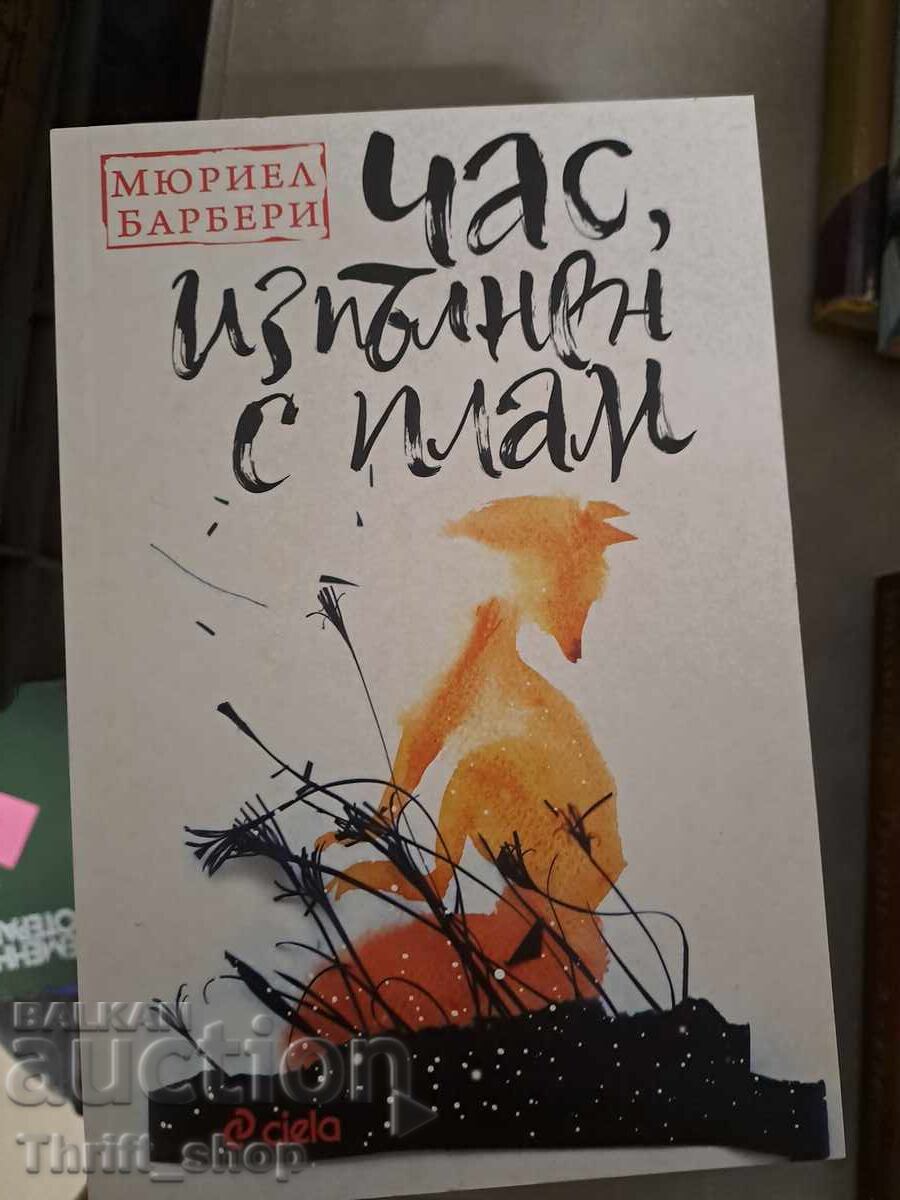 МЮРИЕЛ
БАРБЕРИ
Час,
изпълнен
с плам
ciela
BALKAN
auction
Thrift_shop